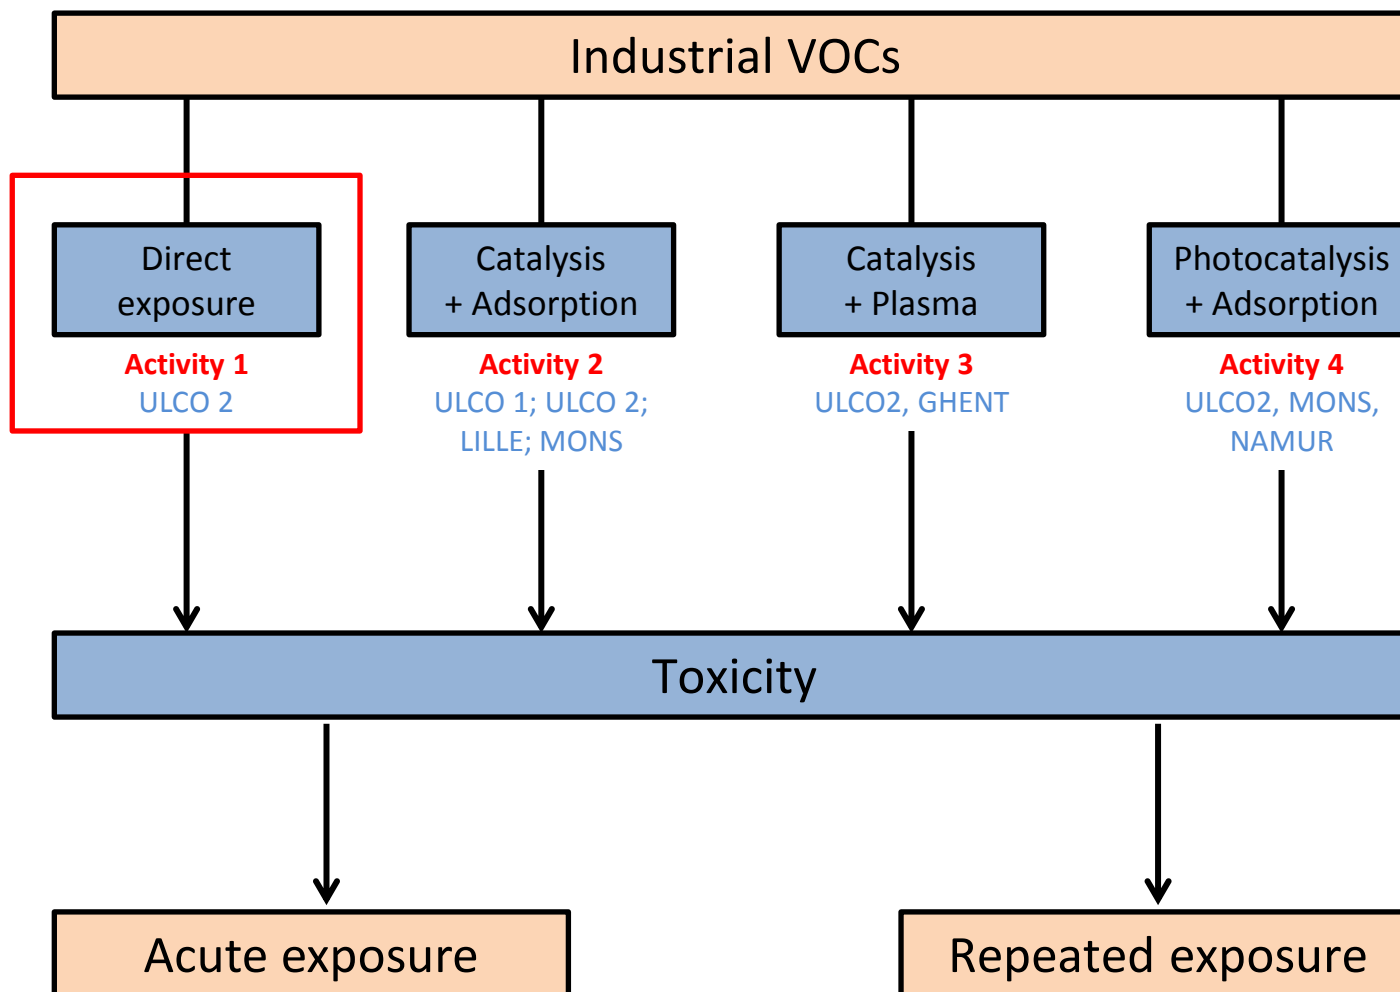 Industrial VOCs
Direct
exposure
Activity 1
ULCO 2
Catalysis
+ Adsorption
Activity 2
ULCO 1; ULCO 2;
LILLE; MONS
Catalysis
+ Plasma
Activity 3
ULCO2, GHENT
Photocatalysis
+ Adsorption
Activity 4
ULCO2, MONS,
NAMUR
Toxicity
Acute exposure
Repeated exposure